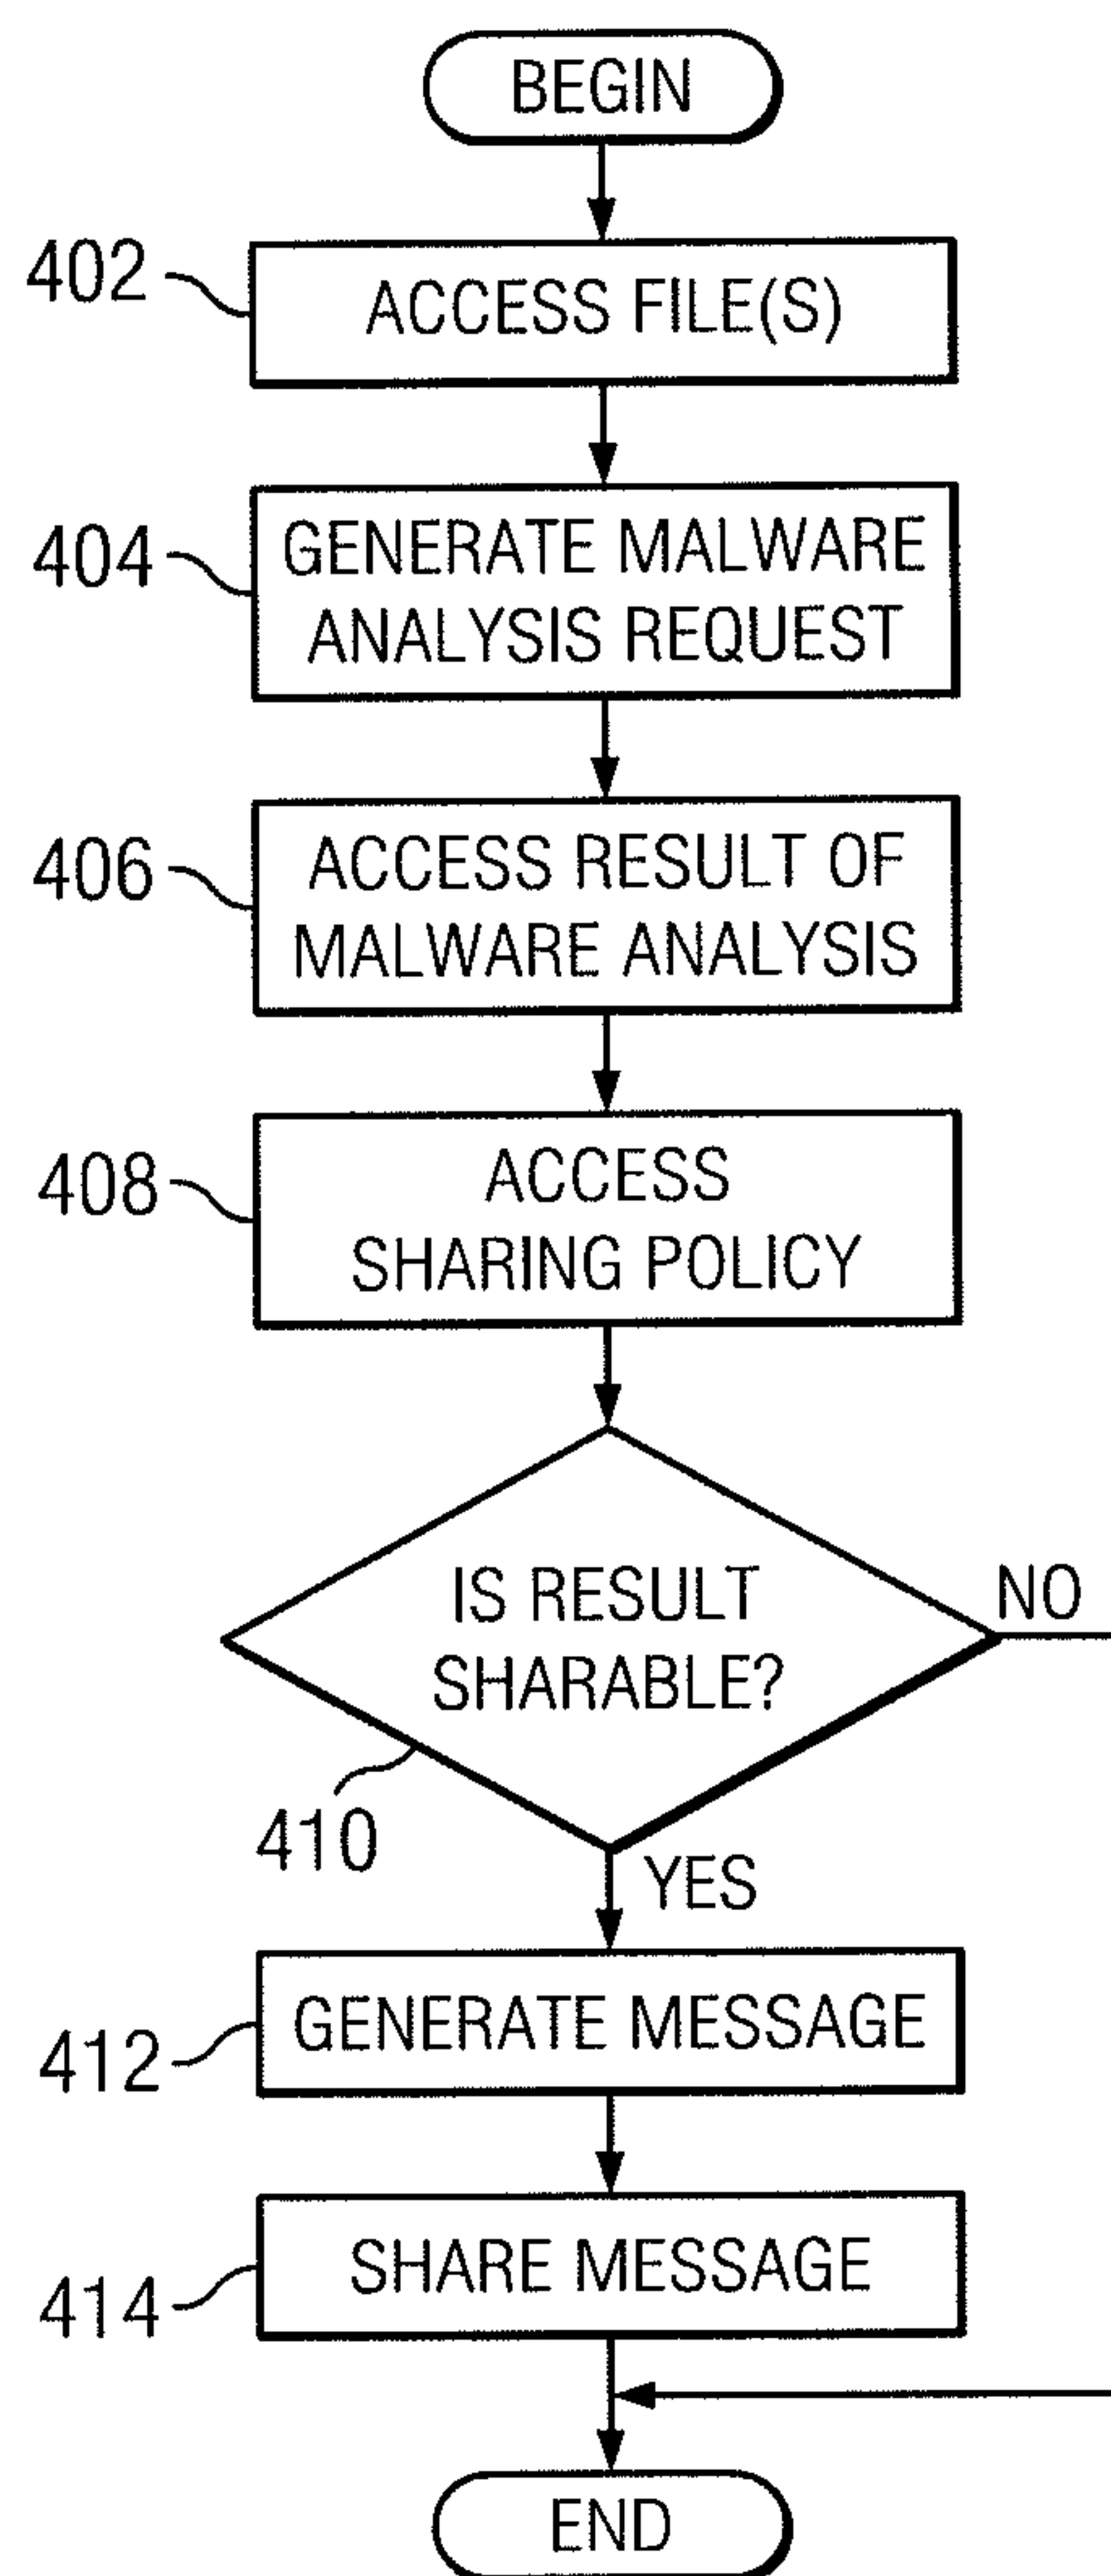 BEGIN
402
ACCESS FILE(S)
404
GENERATE MALWARE
ANALYSIS REQUEST
406
ACCESS RESULT OF
MALWARE ANALYSIS
408
ACCESS
SHARING POLICY
IS RESULT
SHARABLE?
NO
410
YES
412
GENERATE MESSAGE
414
SHARE MESSAGE
END